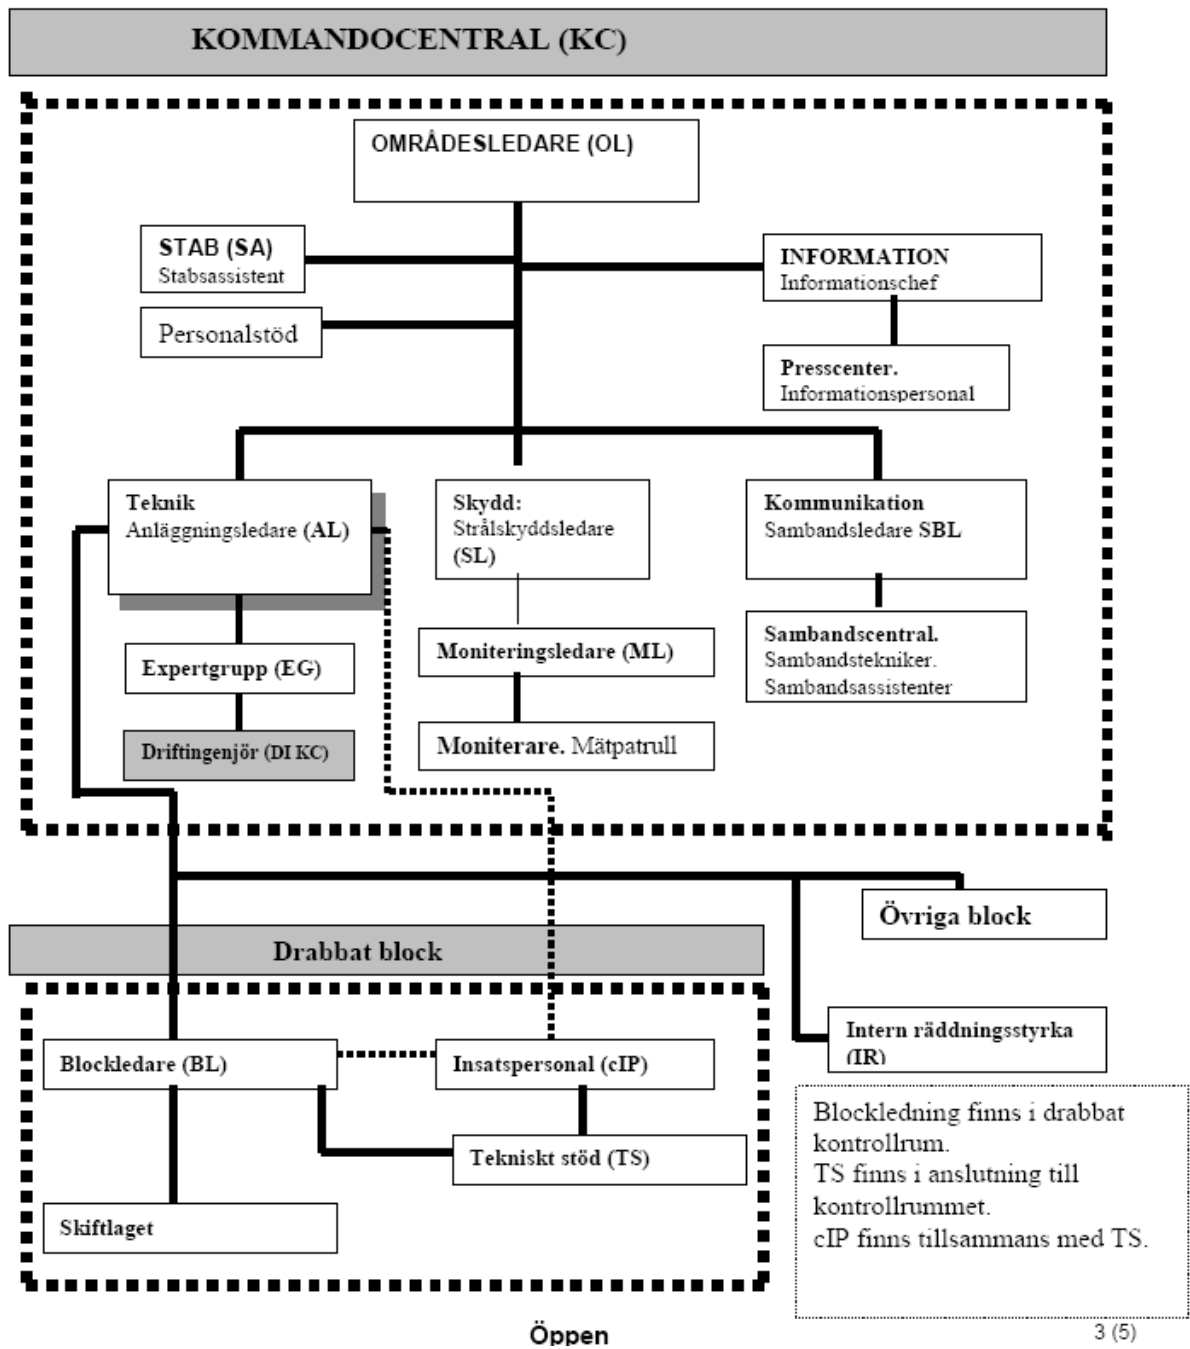 KOMMANDOCENTRAL (KC)
OMRÅDESLEDARE (OL)
STAB (SA)
Stabsassistent
INFORMATION
Informationschef
Personalstöd
Presscenter.
Informationspersonal
Teknik
Anläggningsledare (AL)
Skydd:
Strålskyddsledare
(SL)
Kommunikation
Sambandsledare SBL
Expertgrupp (EG)
Moniteringsledare (ML)
Sambandscentral.
Sambandstekniker.
Sambandsassistenter
Driftingenjör (DI KC)
Moniterare. Mätpatrull
Övriga block
Drabbat block
Intern räddningsstyrka
(IR)
Blockledare (BL)
Insatspersonal (cIP)
Tekniskt stöd (TS)
Skiftlaget
Blockledning finns i drabbat
kontrollrum.
TS finns i anslutning till
kontrollrummet.
cIP finns tillsammans med TS.
Öppen
3 (5)